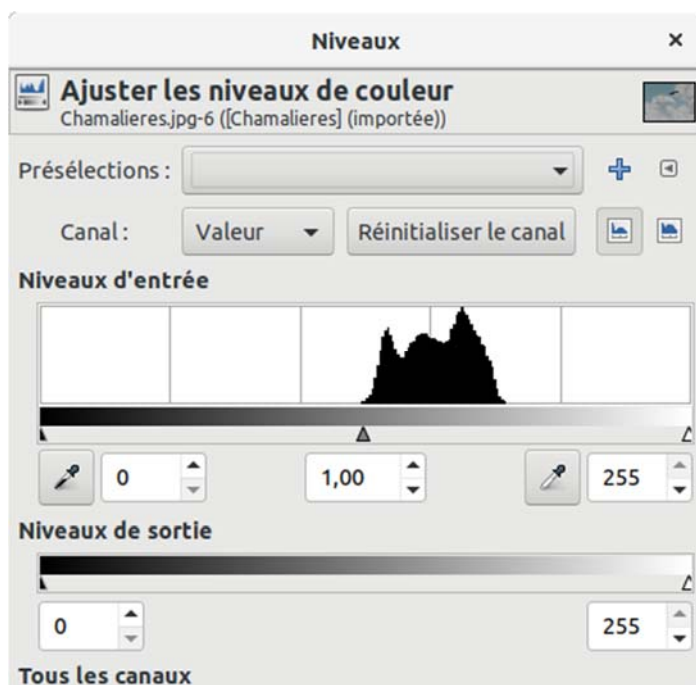 Niveaux
Ajuster les niveaux de couleur
Chamalieres.jpg-6 ([Chamalieres] (importée))
Présélections :
Canal : Valeur Réinitialiser le canal
Niveaux d'entrée
0 1,00 255
Niveaux de sortie
0 255
Tous les canaux